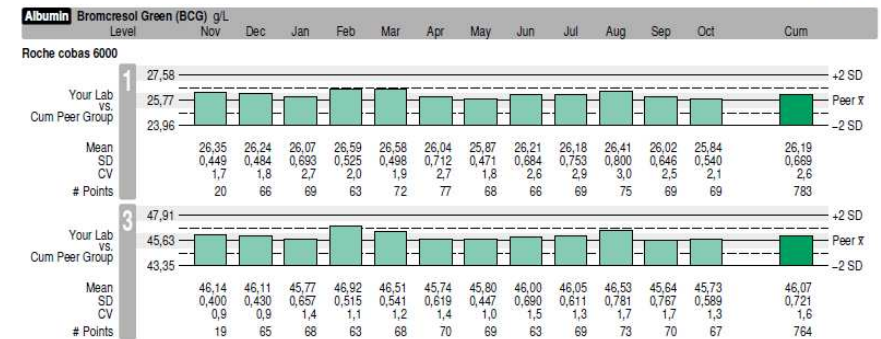 Albumin Bromcresol Green (BCG) g/L
Level Nov Dec Jan Feb Mar Apr May Jun Jul Aug Sep Oct Cum
Roche cobas 6000
1
27,58 +2 SD
Your Lab vs. Cum Peer Group 25,77 Peer x̅
23,96 −2 SD
Mean 26,35 26,24 26,07 26,59 26,58 26,04 25,87 26,21 26,18 26,41 26,02 25,84 26,19
SD 0,449 0,484 0,693 0,525 0,498 0,712 0,471 0,684 0,753 0,800 0,646 0,540 0,669
CV 1,7 1,8 2,7 2,0 1,9 2,7 1,8 2,6 2,9 3,0 2,5 2,1 2,6
# Points 20 66 69 63 72 77 68 66 69 75 69 69 783
3
47,91 +2 SD
Your Lab vs. Cum Peer Group 45,63 Peer x̅
43,35 −2 SD
Mean 46,14 46,11 45,77 46,92 46,51 45,74 45,80 46,00 46,05 46,53 45,64 45,73 46,07
SD 0,400 0,430 0,657 0,515 0,541 0,619 0,447 0,690 0,611 0,781 0,767 0,589 0,721
CV 0,9 0,9 1,4 1,1 1,2 1,4 1,0 1,5 1,3 1,7 1,7 1,3 1,6
# Points 19 65 68 63 68 70 69 63 69 73 70 67 764